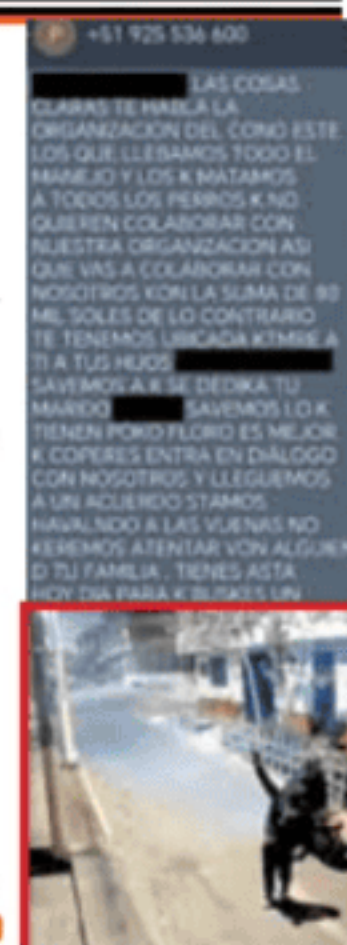 +51 925 536 600
LAS COSAS
CLARAS TE HABLA LA
ORGANIZACION DEL CONO ESTE
LOS QUE LLEBAMOS TODO EL
MANEJO Y LOS K MATAMOS
A TODOS LOS PERROS K NO
QUIEREN COLABORAR CON
NUESTRA ORGANIZACION ASI
QUE VAS A COLABORAR CON
NOSOTROS KON LA SUMA DE 80
MIL SOLES DE LO CONTRARIO
TE TENEMOS UBICADA KTMRE A
TI A TUS HIJOS
SAVEMOS A K SE DEDIKA TU
MARIDO SAVEMOS LO K
TIENEN POKO FLORO ES MEJOR
K COPERES ENTRA EN DIALOGO
CON NOSOTROS Y LLEGUEMOS
A UN ACUERDO STAMOS
HAVALNDO A LAS VUENAS NO
KEREMOS ATENTAR VON ALGUIEN
D TU FAMILIA . TIENES ASTA
HOY DIA PARA K BUSKES UN